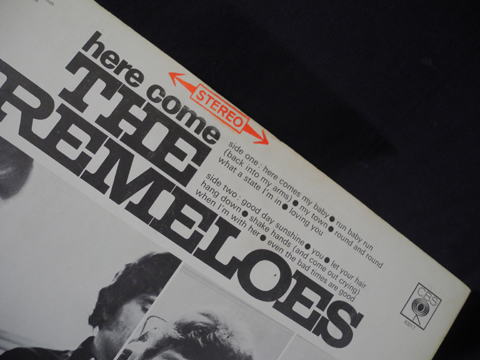 here come
STEREO
THE
REMELOES
side one : here comes my baby ● run baby run
(back into my arms) ● my town ● round and round
what a state i'm in ● loving you
side two : good day sunshine ● you ● let your hair
hang down ● shake hands (and come out crying)
when i'm with her ● even the bad times are good
CBS